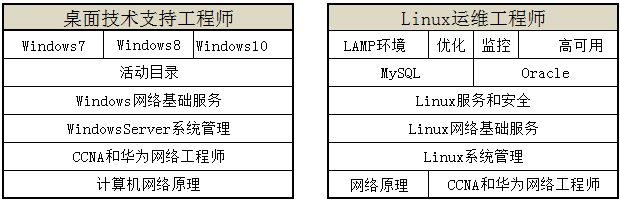 桌面技术支持工程师
Windows7 Windows8 Windows10
活动目录
Windows网络基础服务
WindowsServer系统管理
CCNA和华为网络工程师
计算机网络原理
Linux运维工程师
LAMP环境 优化 监控 高可用
MySQL Oracle
Linux服务和安全
Linux网络基础服务
Linux系统管理
网络原理 CCNA和华为网络工程师